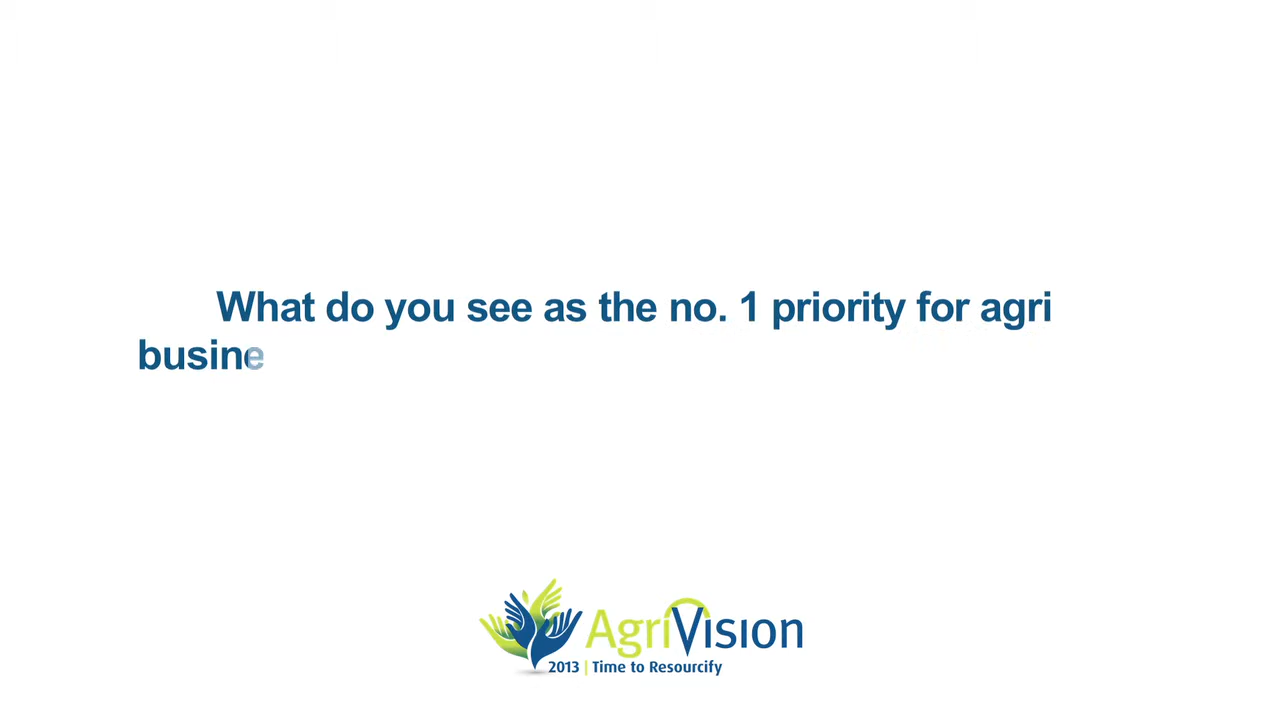 What do you see as the no. 1 priority for agri
busine
AgriVision
2013 | Time to Resourcify